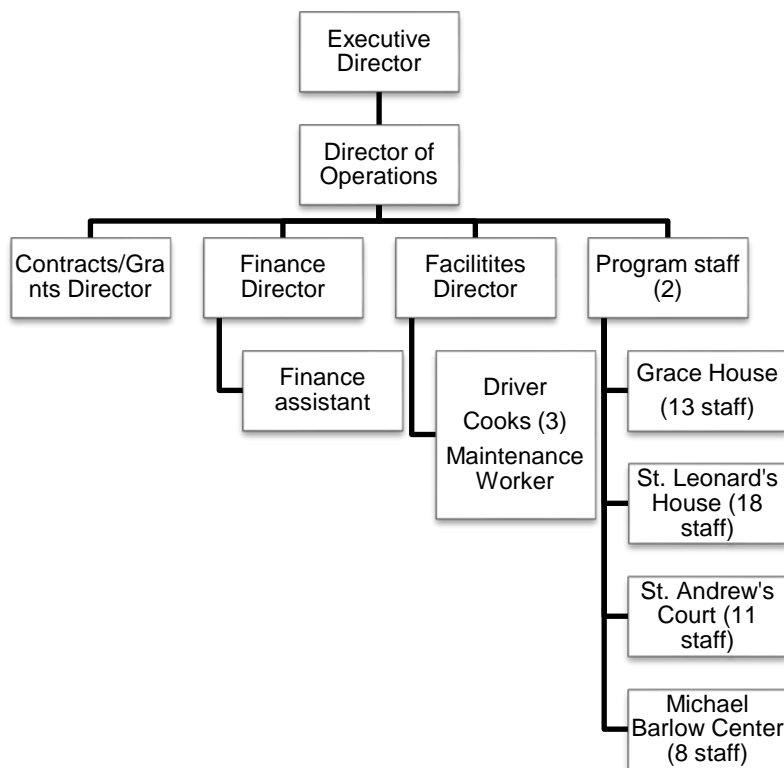 Executive
Director
Director of
Operations
Contracts/Gra
nts Director
Finance
Director
Facilitites
Director
Program staff
(2)
Finance
assistant
Driver
Cooks (3)
Maintenance
Worker
Grace House
(13 staff)
St. Leonard's
House (18
staff)
St. Andrew's
Court (11
staff)
Michael
Barlow Center
(8 staff)